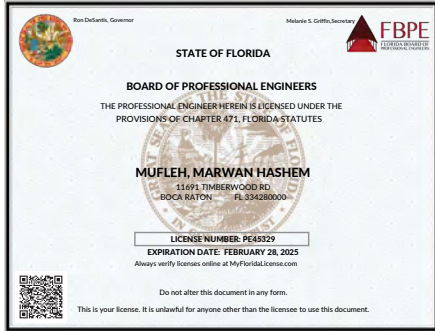 Ron DeSantis, Governor
Melanie S. Griffin, Secretary
FBPE
FLORIDA BOARD OF
PROFESSIONAL ENGINEERS
STATE OF FLORIDA
BOARD OF PROFESSIONAL ENGINEERS
THE PROFESSIONAL ENGINEER HEREIN IS LICENSED UNDER THE
PROVISIONS OF CHAPTER 471, FLORIDA STATUTES
MUFLEH, MARWAN HASHEM
11691 TIMBERWOOD RD
BOCA RATON FL 334280000
LICENSE NUMBER: PE45329
EXPIRATION DATE: FEBRUARY 28, 2025
Always verify licenses online at MyFloridaLicense.com
Do not alter this document in any form.
This is your license. It is unlawful for anyone other than the licensee to use this document.